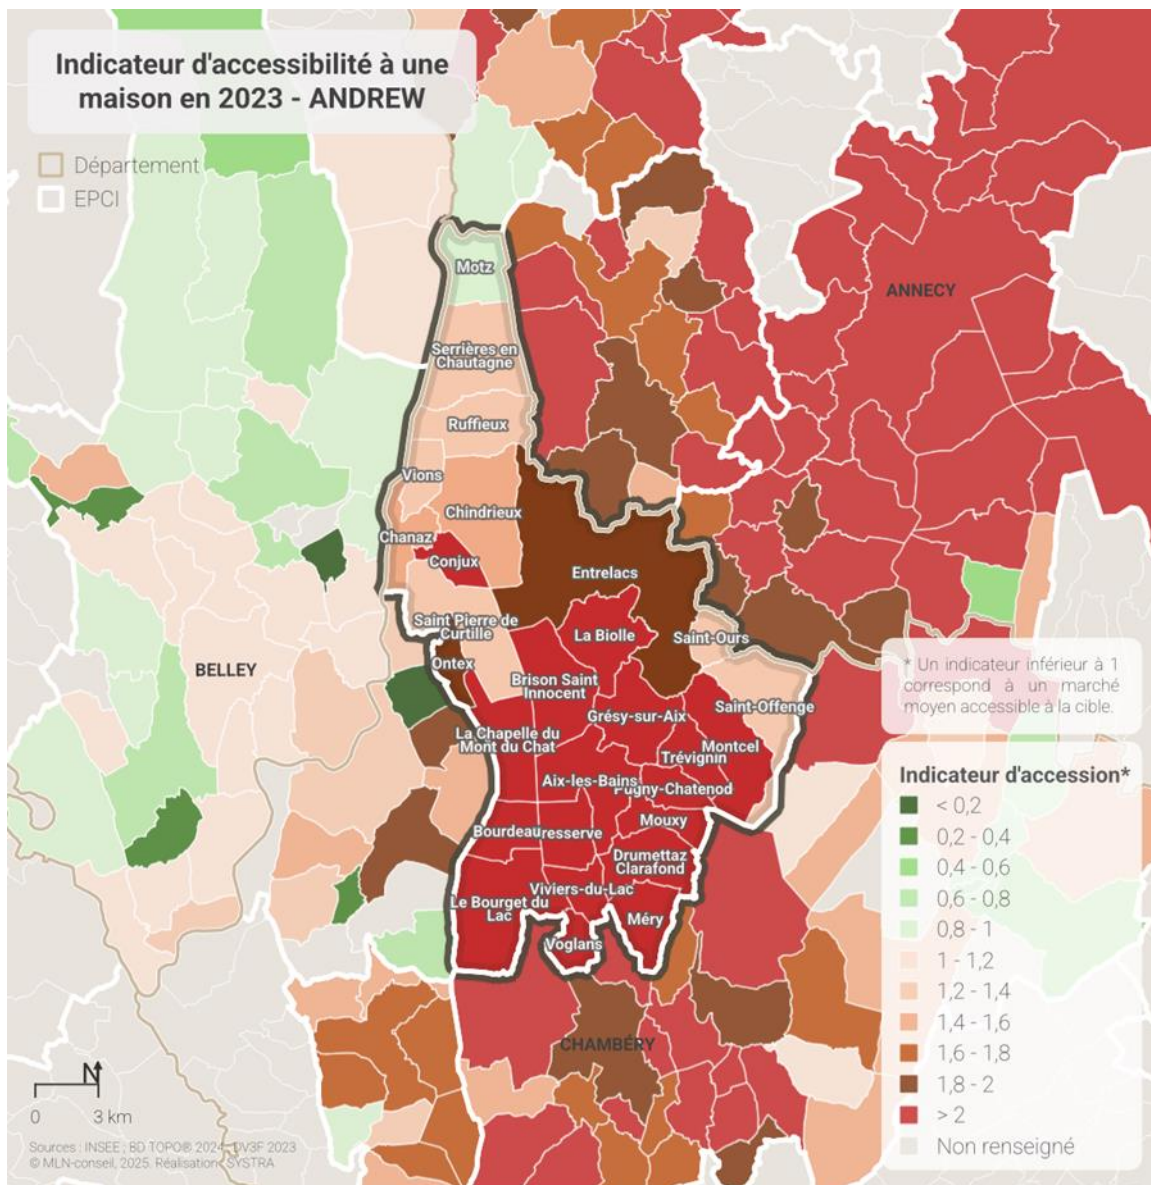 Indicateur d'accessibilité à une
maison en 2023 - ANDREW
Département
EPCI
Motz
ANNECY
Serrières en
Chautagne
Ruffieux
Vions
Chindrieux
Chanaz
Conjux
Entrelacs
Saint Pierre de
Curtille
La Biolle
Saint-Ours
BELLEY
Ontex
Brison Saint
Innocent
Grésy-sur-Aix
Saint-Offenge
La Chapelle du
Mont du Chat
Montcel
Trévignin
Aix-les-Bains
Pugny-Chatenod
Bourdeau
resserve
Mouxy
Drumettaz
Clarafond
Viviers-du-Lac
Le Bourget du
Lac
Méry
Voglans
CHAMBÉRY
* Un indicateur inférieur à 1
correspond à un marché
moyen accessible à la cible.
Indicateur d'accession*
< 0,2
0,2 - 0,4
0,4 - 0,6
0,6 - 0,8
0,8 - 1
1 - 1,2
1,2 - 1,4
1,4 - 1,6
1,6 - 1,8
1,8 - 2
> 2
Non renseigné
N
0 3 km
Sources : INSEE ; BD TOPO® 2024 ; DV3F 2023
© MLN-conseil, 2025. Réalisation : SYSTRA